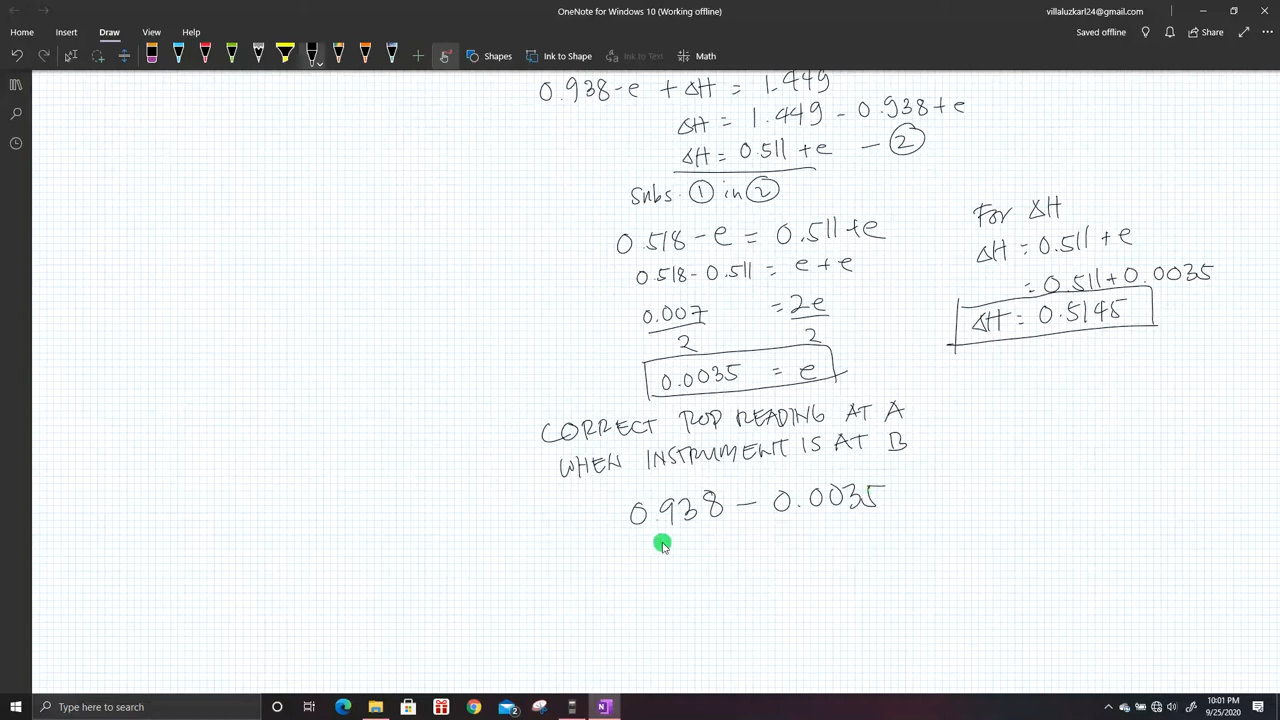 OneNote for Windows 10 (Working offline)
villaluzkarl24@gmail.com
Home Insert Draw View Help
Saved offline
Share
Shapes
Ink to Shape
Ink to Text
Math
0.938-e + ΔH = 1.449
ΔH = 1.449 - 0.938+e
ΔH = 0.511 + e - ②
Subs. ① in ②
0.518 - e = 0.511 + e
0.518 - 0.511 = e + e
0.007 = 2e
2 2
0.0035 = e
For ΔH
ΔH = 0.511 + e
= 0.511 + 0.0035
ΔH = 0.5145
CORRECT ROD READING AT A
WHEN INSTRUMENT IS AT B
0.938 - 0.0035
Type here to search
2
10:01 PM
9/25/2020